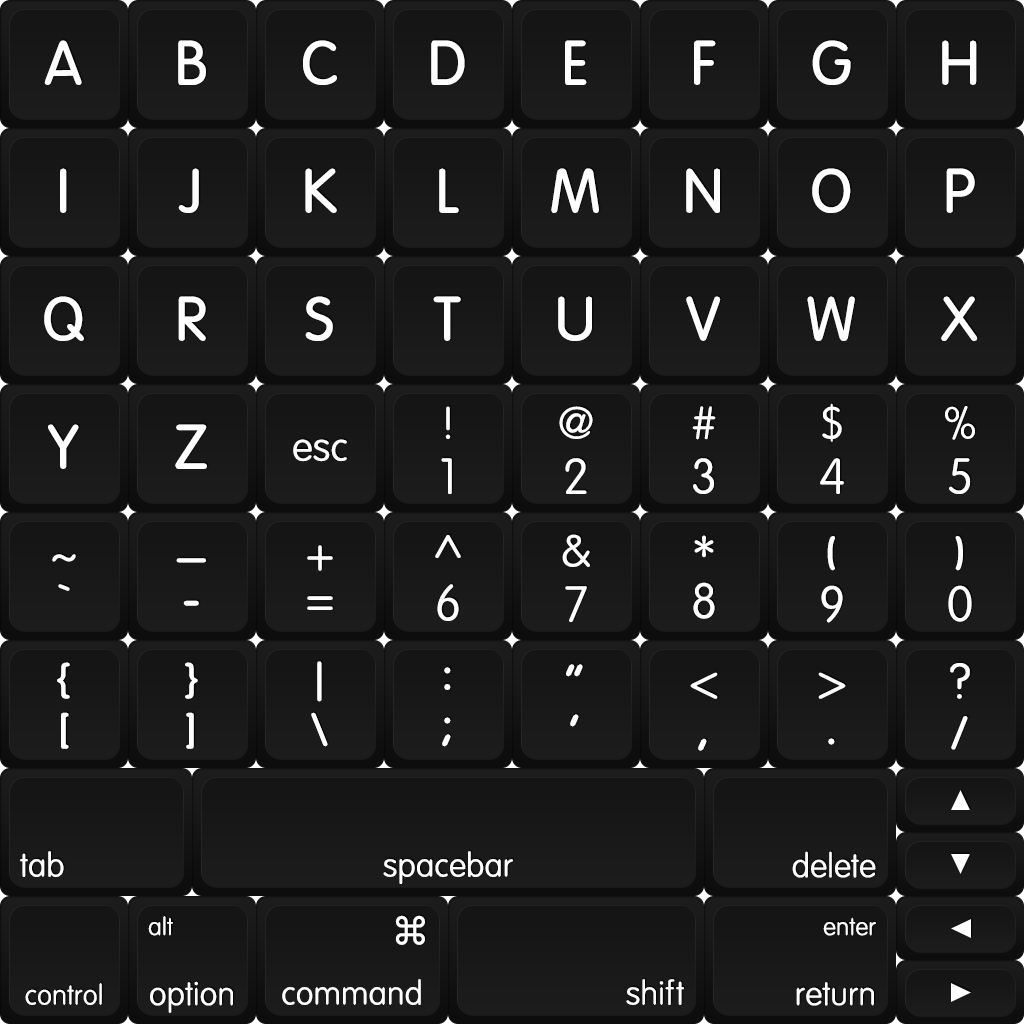 A B C D E F G H
I J K L M N O P
Q R S T U V W X
Y Z esc ! @ # $ %
1 2 3 4 5
~ — + ^ & * ( )
` - = 6 7 8 9 0
{ } | : " < > ?
[ ] \ ; ' , . /
▲
tab spacebar delete ▼
alt ⌘ enter ◀
control option command shift return ▶